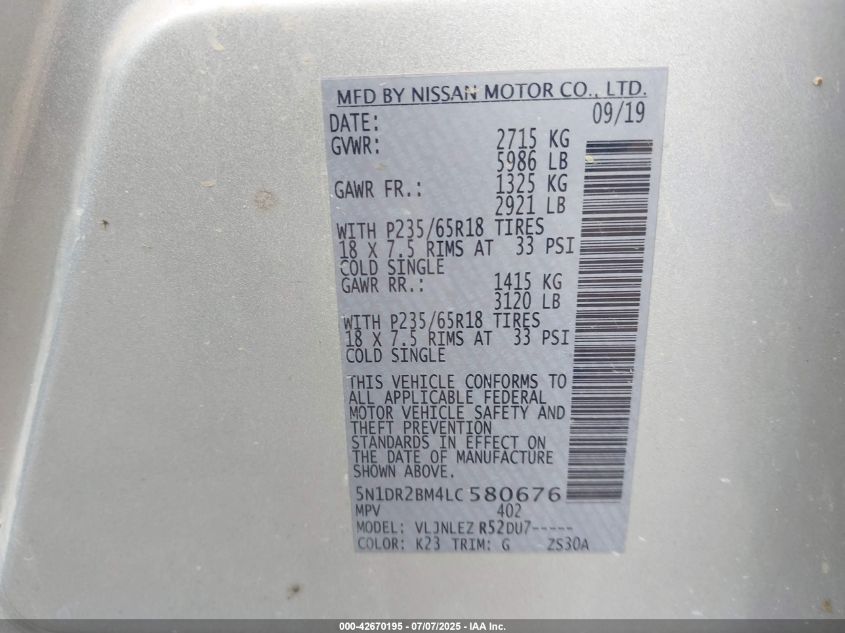 MFD BY NISSAN MOTOR CO., LTD.
DATE: 09/19
GVWR: 2715 KG
5986 LB
GAWR FR.: 1325 KG
2921 LB
WITH P235/65R18 TIRES
18 X 7.5 RIMS AT 33 PSI
COLD SINGLE
GAWR RR.: 1415 KG
3120 LB
WITH P235/65R18 TIRES
18 X 7.5 RIMS AT 33 PSI
COLD SINGLE
THIS VEHICLE CONFORMS TO
ALL APPLICABLE FEDERAL
MOTOR VEHICLE SAFETY AND
THEFT PREVENTION
STANDARDS IN EFFECT ON
THE DATE OF MANUFACTURE
SHOWN ABOVE.
5N1DR2BM4LC580676
MPV 402
MODEL: VLJNLEZ R52DU7-----
COLOR: K23 TRIM: G ZS30A
000-42670195 - 07/07/2025 - IAA Inc.